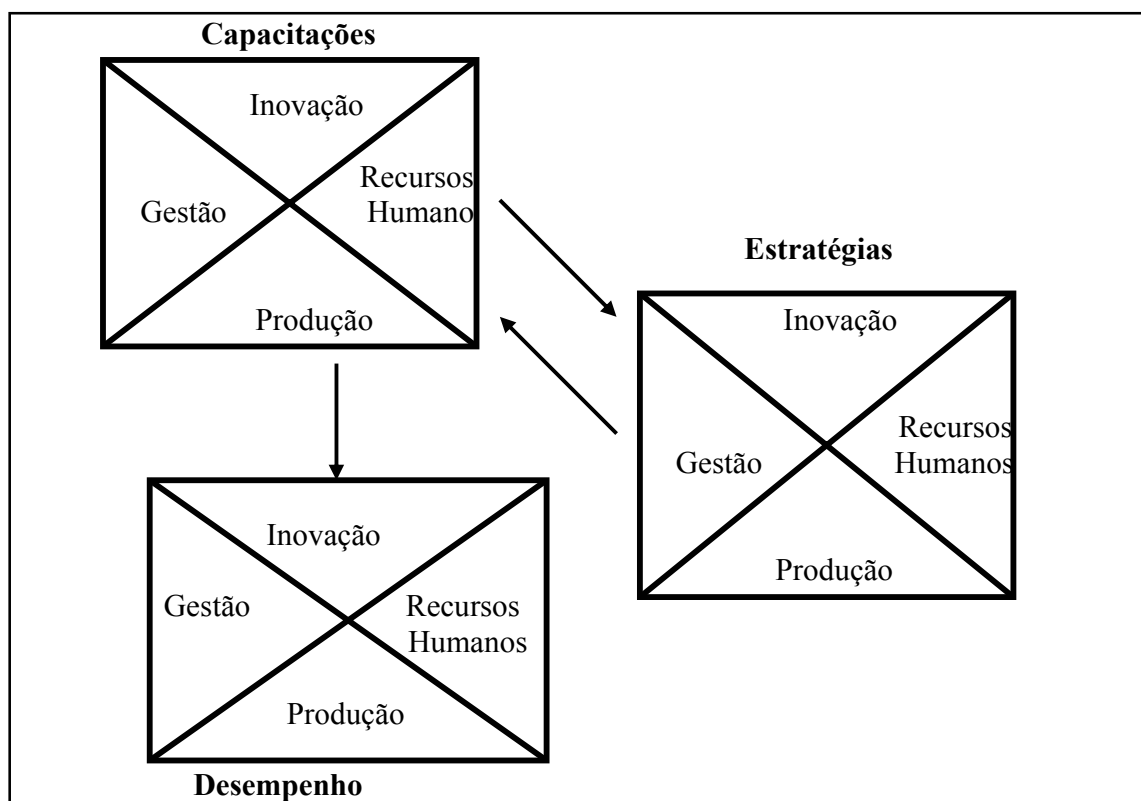 Capacitações
Inovação
Gestão
Recursos
Humano
Produção
Estratégias
Inovação
Gestão
Recursos
Humanos
Produção
Inovação
Gestão
Recursos
Humanos
Produção
Desempenho